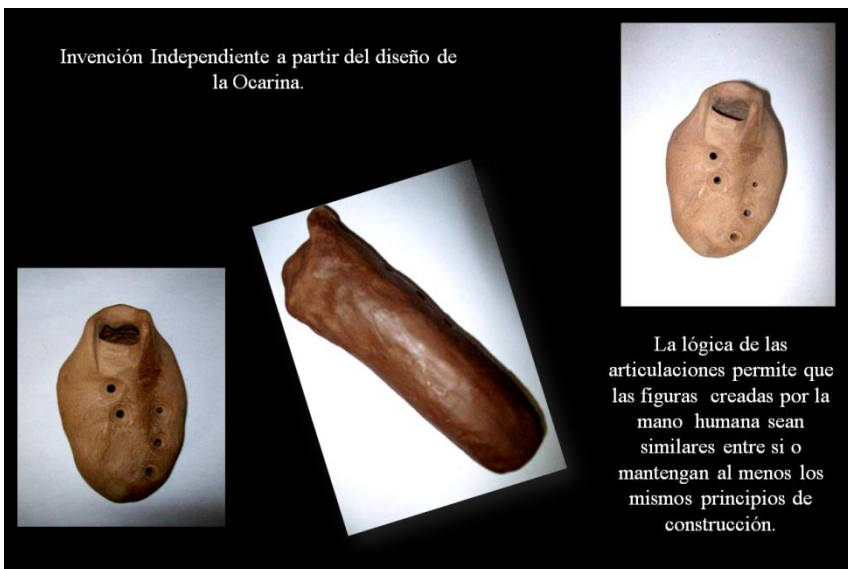 Invención Independiente a partir del diseño de
la Ocarina.
La lógica de las
articulaciones permite que
las figuras creadas por la
mano humana sean
similares entre si o
mantengan al menos los
mismos principios de
construcción.